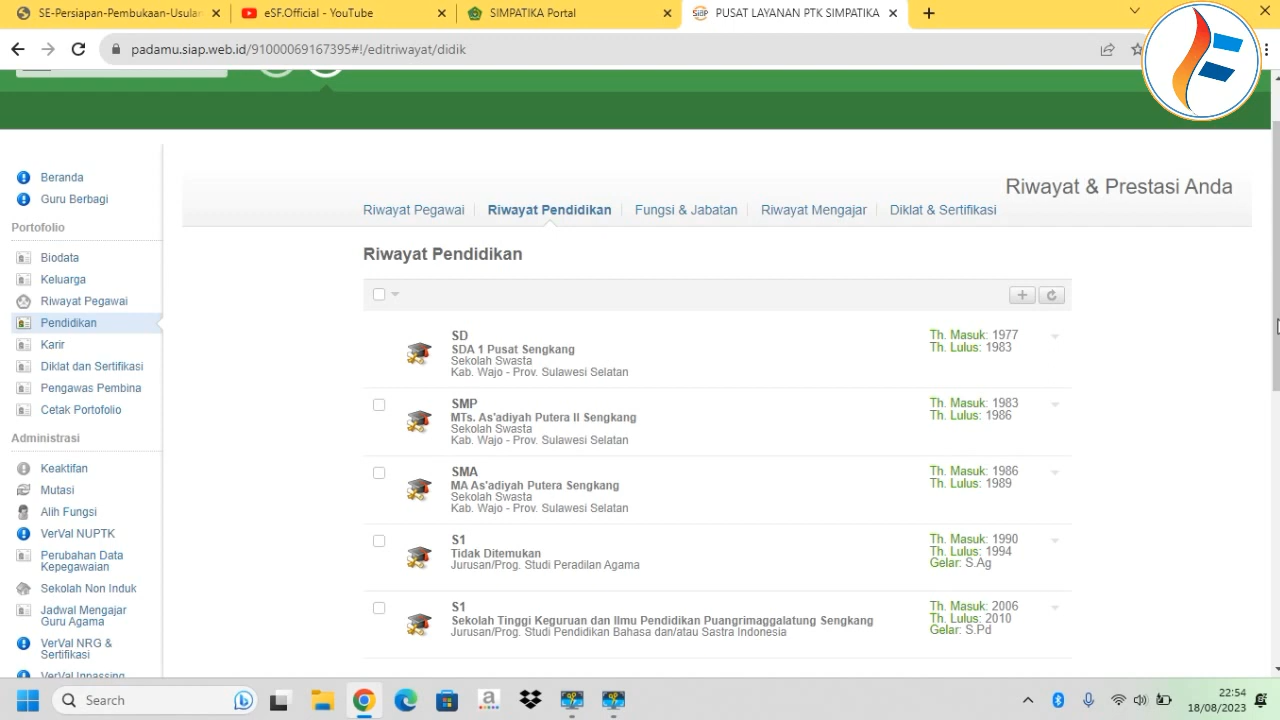 SE-Persiapa-Pembukaan-Usulan
eSF.Official - YouTube
SIMPATIKA Portal
SIAP
PUSAT LAYANAN PTK SIMPATIKA
padamu.siap.web.id/91000069167395#!/editriwayat/didik
Beranda
Guru Berbagi
Portofolio
Biodata
Keluarga
Riwayat Pegawai
Pendidikan
Karir
Diklat dan Sertifikasi
Pengawas Pembina
Cetak Portofolio
Administrasi
Keaktifan
Mutasi
Alih Fungsi
VerVal NUPTK
Perubahan Data
Kepegawaian
Sekolah Non Induk
Jadwal Mengajar
Guru Agama
VerVal NRG &
Sertifikasi
VerVal Inpassing
Riwayat & Prestasi Anda
Riwayat Pegawai
Riwayat Pendidikan
Fungsi & Jabatan
Riwayat Mengajar
Diklat & Sertifikasi
Riwayat Pendidikan
SD
SDA 1 Pusat Sengkang
Sekolah Swasta
Kab. Wajo - Prov. Sulawesi Selatan
Th. Masuk: 1977
Th. Lulus: 1983
SMP
MTs. As'adiyah Putera II Sengkang
Sekolah Swasta
Kab. Wajo - Prov. Sulawesi Selatan
Th. Masuk: 1983
Th. Lulus: 1986
SMA
MA As'adiyah Putera Sengkang
Sekolah Swasta
Kab. Wajo - Prov. Sulawesi Selatan
Th. Masuk: 1986
Th. Lulus: 1989
S1
Tidak Ditemukan
Jurusan/Prog. Studi Peradilan Agama
Th. Masuk: 1990
Th. Lulus: 1994
Gelar: S.Ag
S1
Sekolah Tinggi Keguruan dan Ilmu Pendidikan Puangrimaggalatung Sengkang
Jurusan/Prog. Studi Pendidikan Bahasa dan/atau Sastra Indonesia
Th. Masuk: 2006
Th. Lulus: 2010
Gelar: S.Pd
Search
a
22:54
18/08/2023